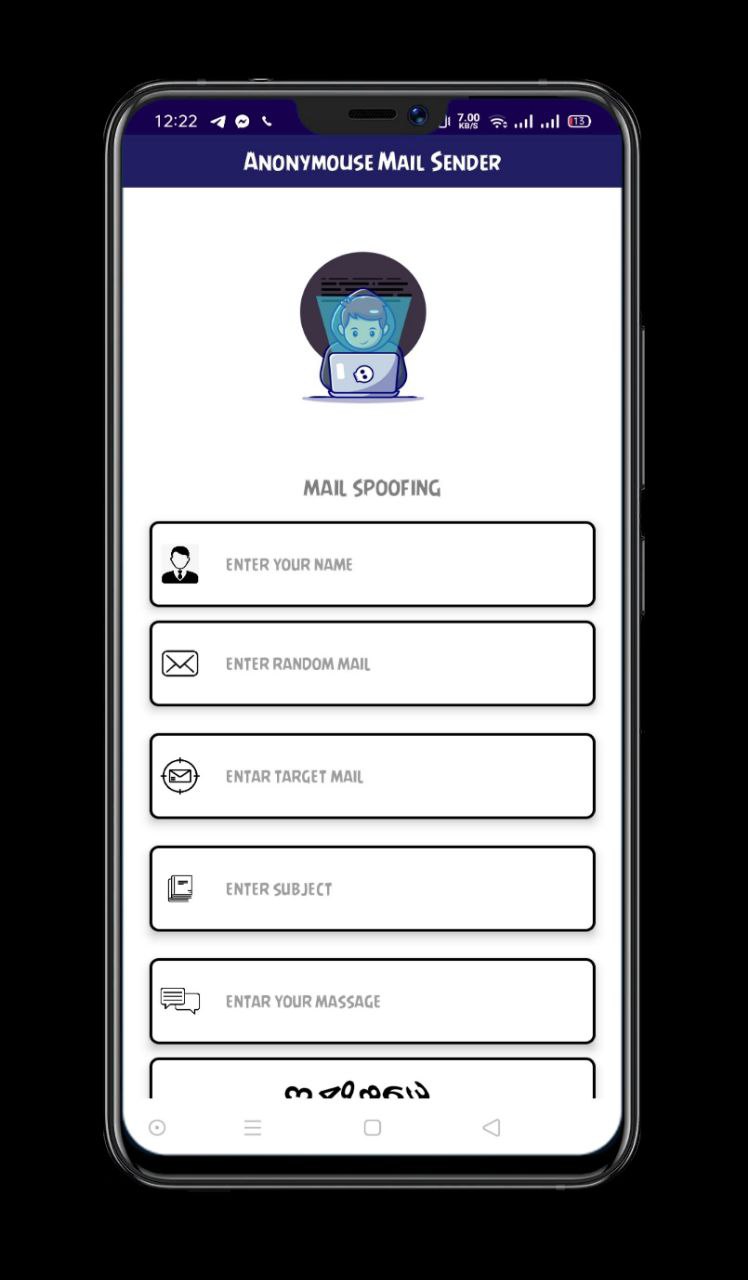 12:22 7.00 KB/S 13
ANONYMOUSE MAIL SENDER
MAIL SPOOFING
ENTER YOUR NAME
ENTER RANDOM MAIL
ENTAR TARGET MAIL
ENTER SUBJECT
ENTAR YOUR MASSAGE